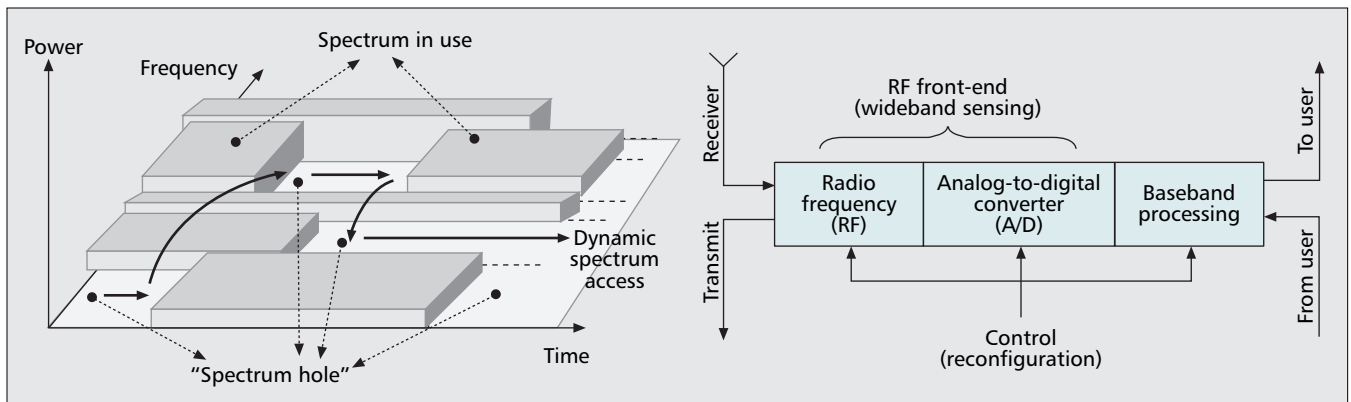 Power
Frequency
Spectrum in use
Dynamic
spectrum
access
Time
"Spectrum hole"
Receiver
Transmit
RF front-end
(wideband sensing)
Radio
frequency
(RF)
Analog-to-digital
converter
(A/D)
Baseband
processing
To user
From user
Control
(reconfiguration)